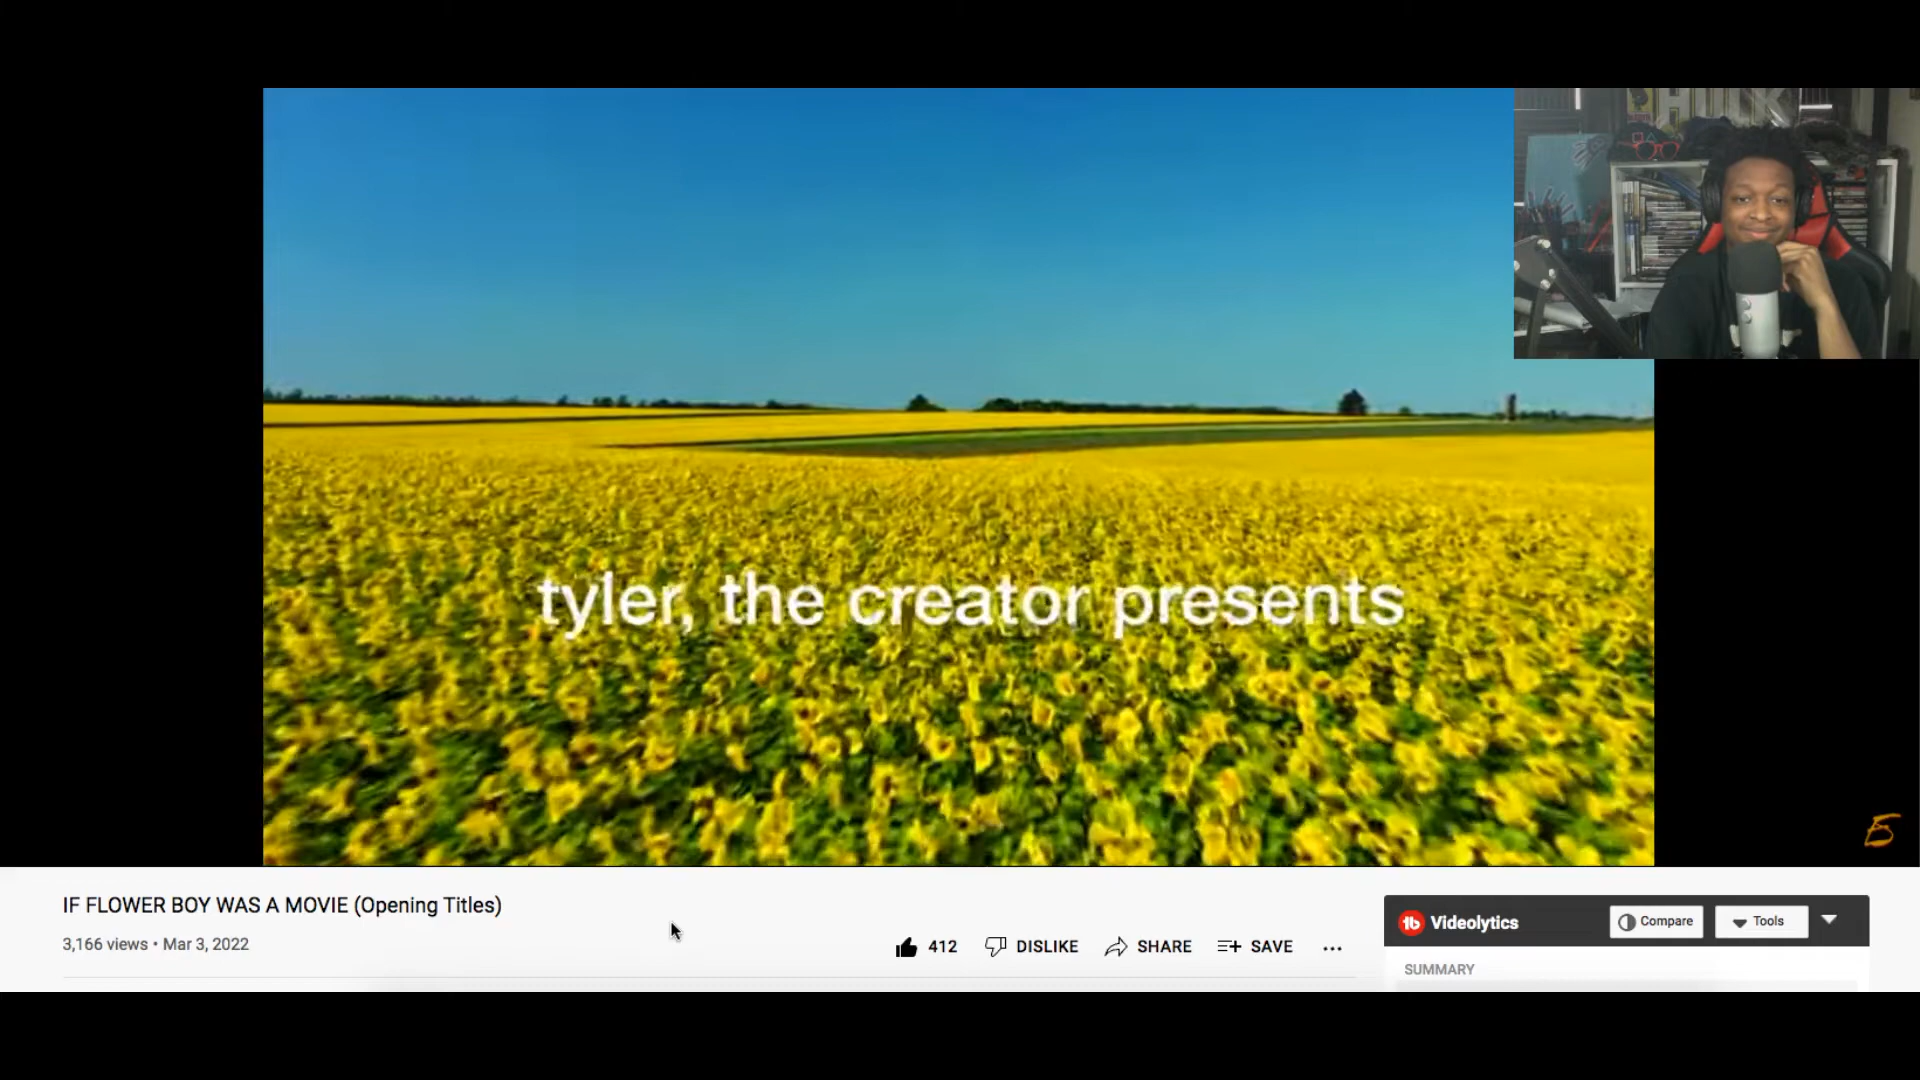 tyler, the creator presents
IF FLOWER BOY WAS A MOVIE (Opening Titles)
3,166 views • Mar 3, 2022
412 DISLIKE SHARE SAVE
tb Videolytics Compare Tools
SUMMARY